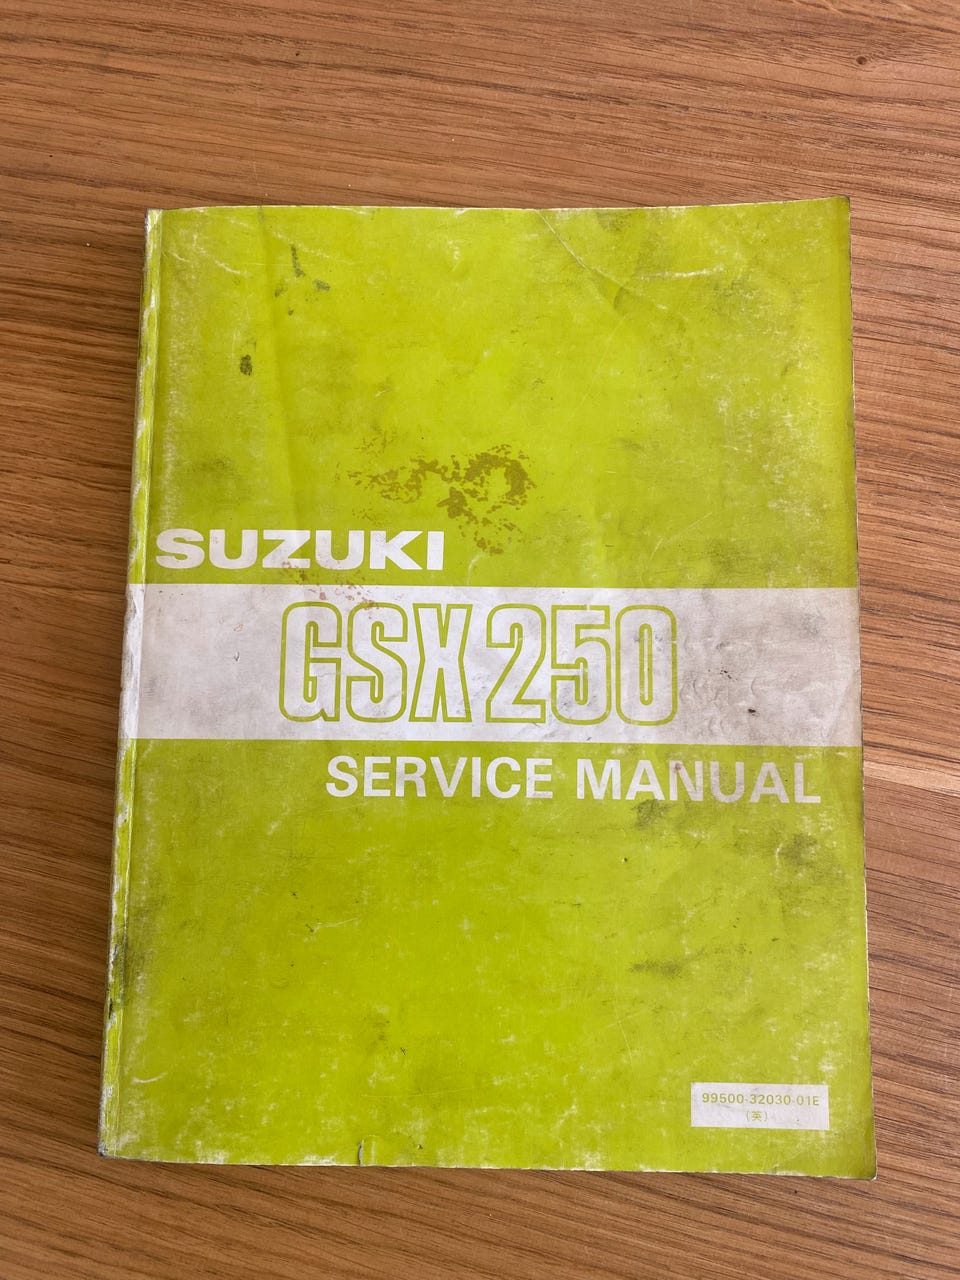 SUZUKI
GSX250
SERVICE MANUAL
99500-32030-01E
(英)